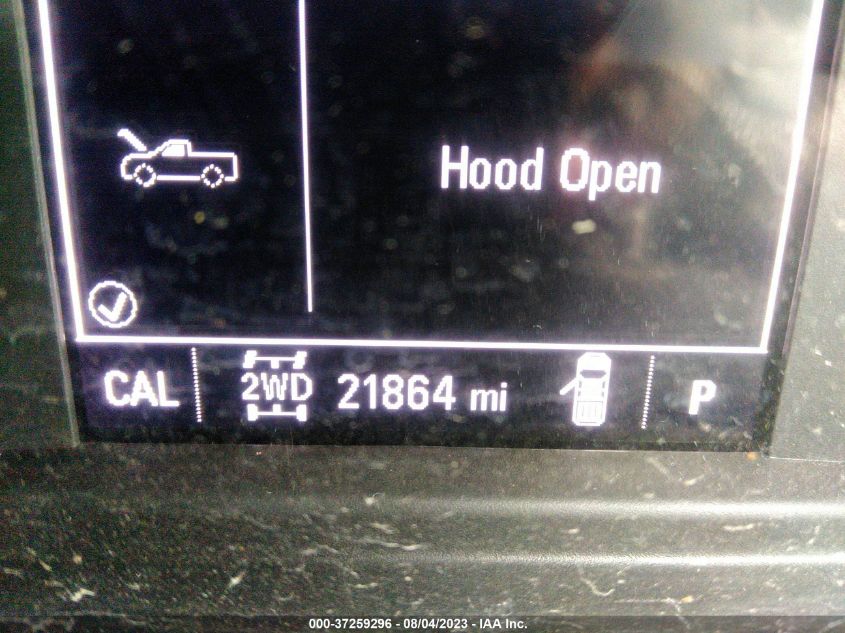 Hood Open
CAL 2WD 21864 mi P
000-37259296 - 08/04/2023 - IAA Inc.